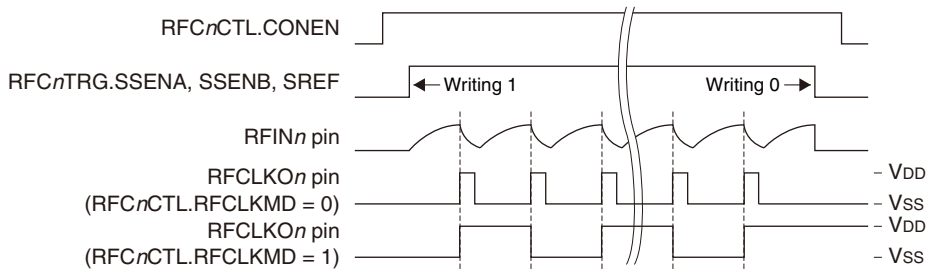 RFCnCTL.CONEN
RFCnTRG.SSENA, SSENB, SREF
Writing 1
Writing 0
RFINn pin
RFCLKOn pin
(RFCnCTL.RFCLKMD = 0)
VDD
VSS
RFCLKOn pin
(RFCnCTL.RFCLKMD = 1)
VDD
VSS